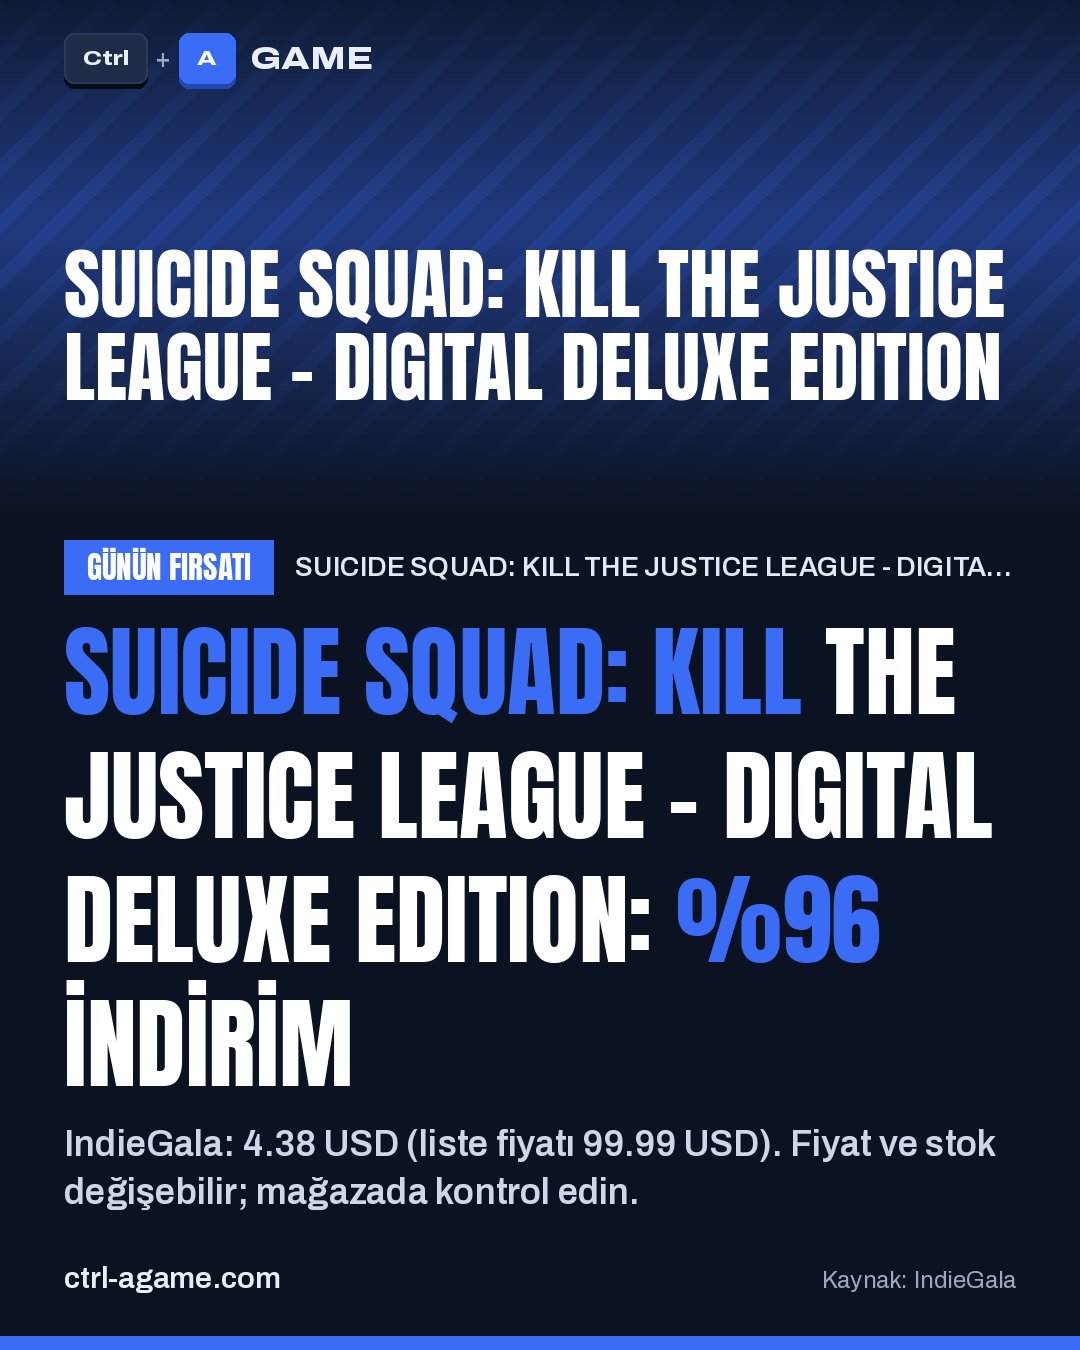 Ctrl + A GAME
SUICIDE SQUAD: KILL THE JUSTICE
LEAGUE - DIGITAL DELUXE EDITION
GÜNÜN FIRSATI SUICIDE SQUAD: KILL THE JUSTICE LEAGUE - DIGITA...
SUICIDE SQUAD: KILL THE
JUSTICE LEAGUE - DIGITAL
DELUXE EDITION: %96
İNDİRİM
IndieGala: 4.38 USD (liste fiyatı 99.99 USD). Fiyat ve stok
değişebilir; mağazada kontrol edin.
ctrl-agame.com
Kaynak: IndieGala